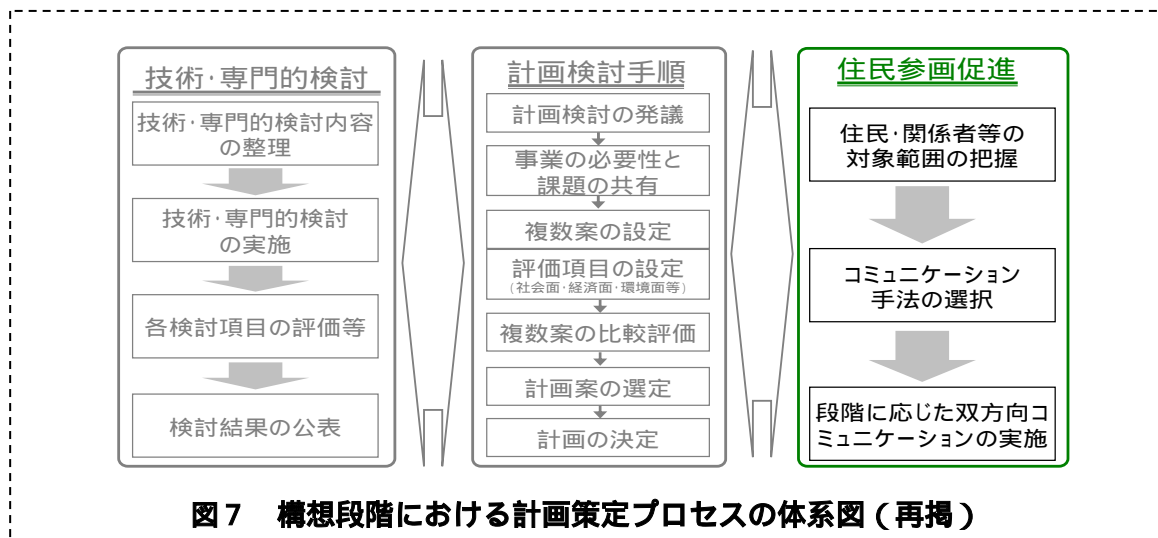 技術・専門的検討
技術・専門的検討内容
の整理
技術・専門的検討
の実施
各検討項目の評価等
検討結果の公表
計画検討手順
計画検討の発議
事業の必要性と
課題の共有
複数案の設定
評価項目の設定
(社会面・経済面・環境面等)
複数案の比較評価
計画案の選定
計画の決定
住民参画促進
住民・関係者等の
対象範囲の把握
コミュニケーション
手法の選択
段階に応じた双方向コ
ミュニケーションの実施
図7 構想段階における計画策定プロセスの体系図(再掲)